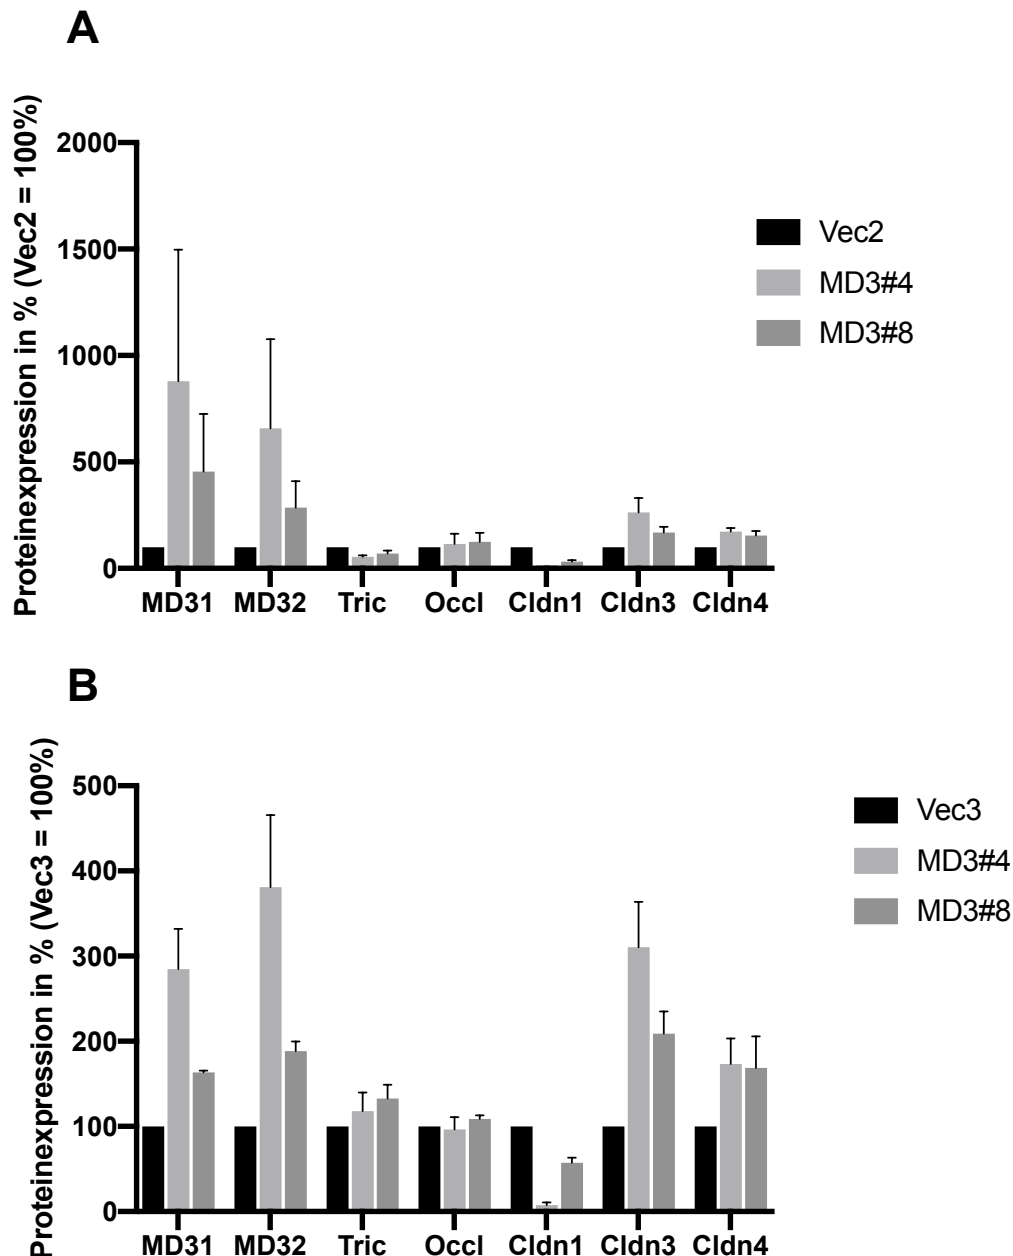 A
Proteinexpression in % (Vec2 = 100%)
2000
1500
1000
500
0
MD31 MD32 Tric Occl Cldn1 Cldn3 Cldn4
Vec2
MD3#4
MD3#8
B
Proteinexpression in % (Vec3 = 100%)
500
400
300
200
100
0
MD31 MD32 Tric Occl Cldn1 Cldn3 Cldn4
Vec3
MD3#4
MD3#8